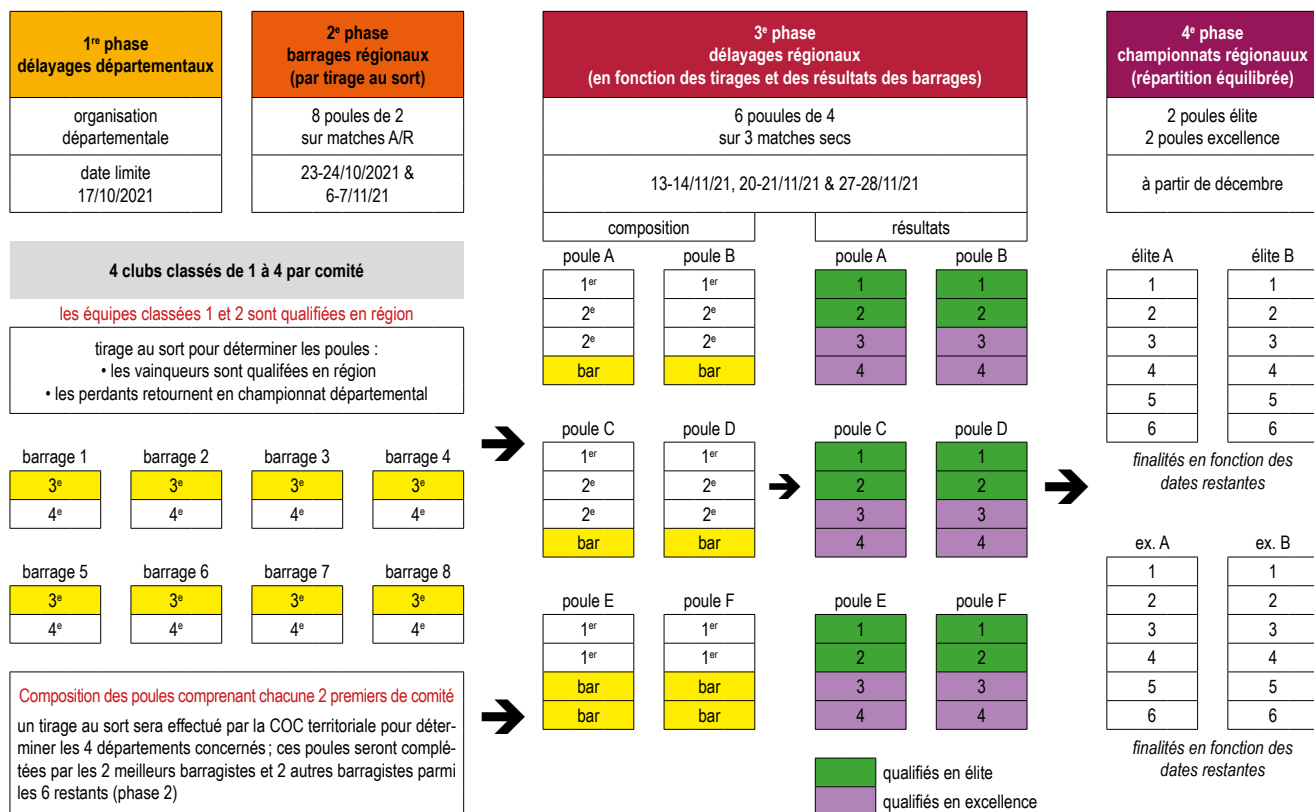 1re phase
délayages départementaux
organisation
départementale
date limite
17/10/2021
2e phase
barrages régionaux
(par tirage au sort)
8 poules de 2
sur matches A/R
23-24/10/2021 &
6-7/11/21
3e phase
délayages régionaux
(en fonction des tirages et des résultats des barrages)
6 pouules de 4
sur 3 matches secs
13-14/11/21, 20-21/11/21 & 27-28/11/21
4e phase
championnats régionauux
(répartition équilibrée)
2 poules élite
2 poules excellence
à partir de décembre
4 clubs classés de 1 à 4 par comité
les équipes classées 1 et 2 sont qualifiées en région
tirage au sort pour déterminer les poules :
• les vainqueurs sont qualifiées en région
• les perdants retournent en championnat départemental
barrage 1 barrage 2 barrage 3 barrage 4
3e 3e 3e 3e
4e 4e 4e 4e
barrage 5 barrage 6 barrage 7 barrage 8
3e 3e 3e 3e
4e 4e 4e 4e
Composition des poules comprenant chacune 2 premiers de comité
un tirage au sort sera effectué par la COC territoriale pour déter-
miner les 4 départements concernés ; ces poules seront complé-
tées par les 2 meilleurs barragistes et 2 autres barragistes parmi
les 6 restants (phase 2)
composition
poule A poule B
1er 1er
2e 2e
2e 2e
bar bar
poule C poule D
1er 1er
2e 2e
2e 2e
bar bar
poule E poule F
1er 1er
1er 1er
bar bar
bar bar
résultats
poule A poule B
1 1
2 2
3 3
4 4
poule C poule D
1 1
2 2
3 3
4 4
poule E poule F
1 1
2 2
3 3
4 4
qualifiés en élite
qualifiés en excellence
élite A élite B
1 1
2 2
3 3
4 4
5 5
6 6
finalités en fonction des
dates restantes
ex. A ex. B
1 1
2 2
3 3
4 4
5 5
6 6
finalités en fonction des
dates restantes